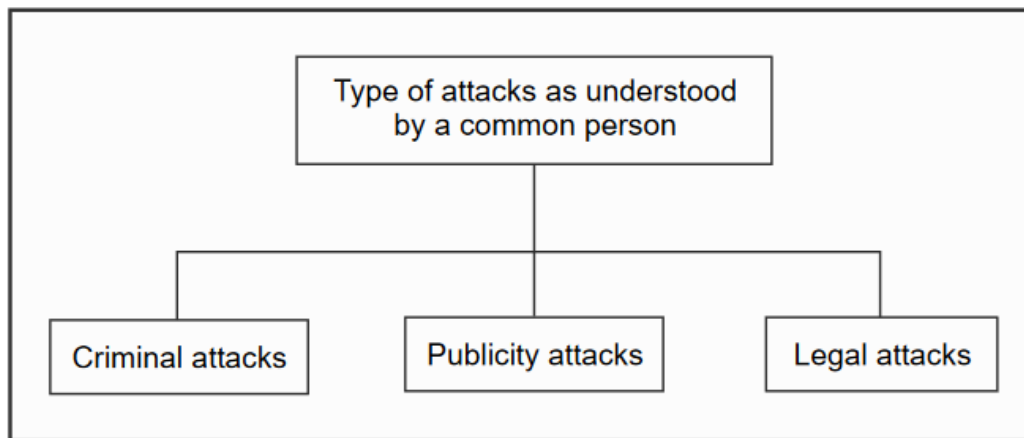 Type of attacks as understood
by a common person
Criminal attacks
Publicity attacks
Legal attacks